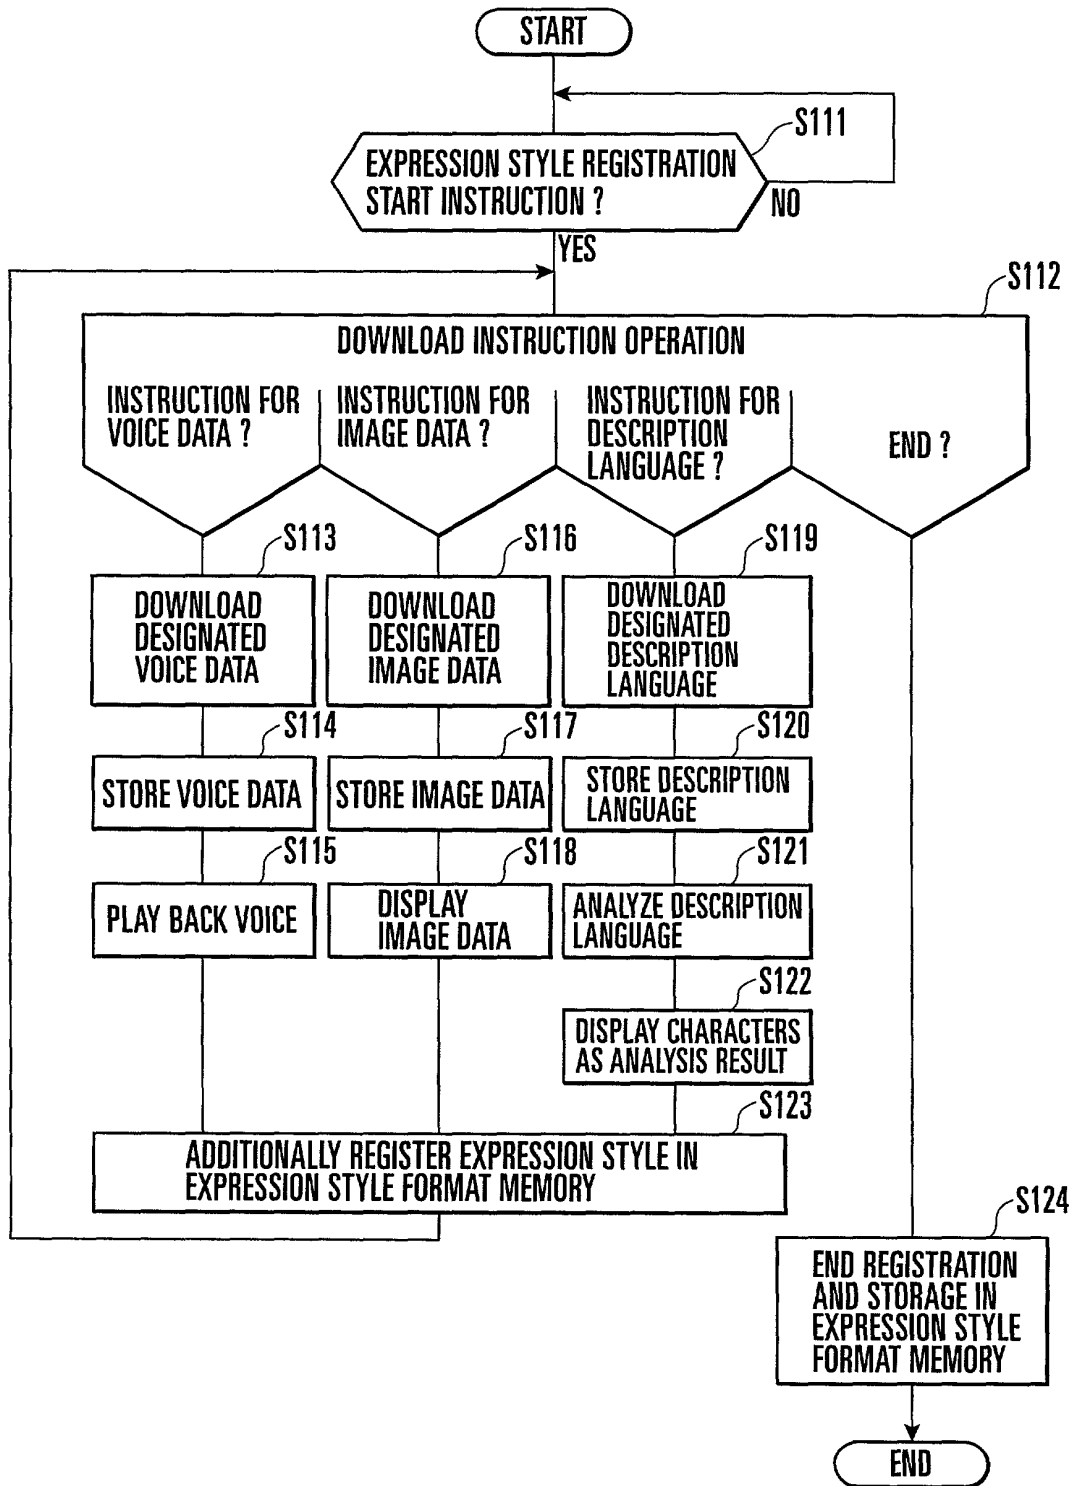 START
S111
EXPRESSION STYLE REGISTRATION
START INSTRUCTION ?
NO
YES
S112
DOWNLOAD INSTRUCTION OPERATION
INSTRUCTION FOR
VOICE DATA ?
INSTRUCTION FOR
IMAGE DATA ?
INSTRUCTION FOR
DESCRIPTION
LANGUAGE ?
END ?
S113
DOWNLOAD
DESIGNATED
VOICE DATA
S116
DOWNLOAD
DESIGNATED
IMAGE DATA
S119
DOWNLOAD
DESIGNATED
DESCRIPTION
LANGUAGE
S114
STORE VOICE DATA
S117
STORE IMAGE DATA
S120
STORE DESCRIPTION
LANGUAGE
S115
PLAY BACK VOICE
S118
DISPLAY
IMAGE DATA
S121
ANALYZE DESCRIPTION
LANGUAGE
S122
DISPLAY CHARACTERS
AS ANALYSIS RESULT
S123
ADDITIONALLY REGISTER EXPRESSION STYLE IN
EXPRESSION STYLE FORMAT MEMORY
S124
END REGISTRATION
AND STORAGE IN
EXPRESSION STYLE
FORMAT MEMORY
END